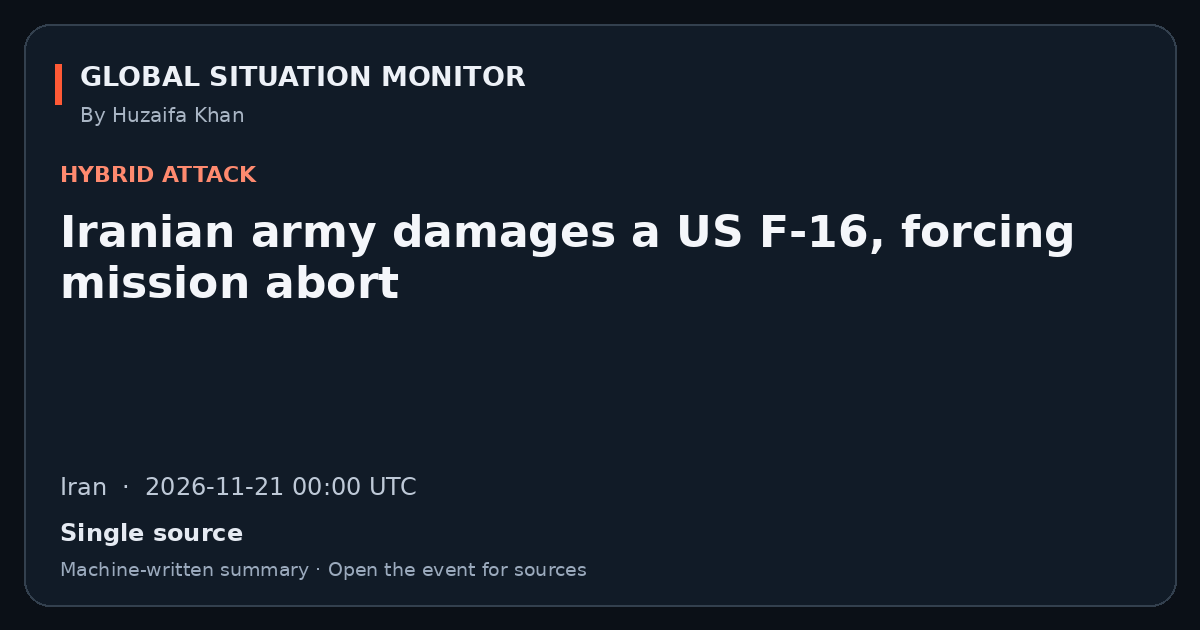 GLOBAL SITUATION MONITOR
By Huzaifa Khan
HYBRID ATTACK
Iranian army damages a US F-16, forcing
mission abort
Iran · 2026-11-21 00:00 UTC
Single source
Machine-written summary · Open the event for sources